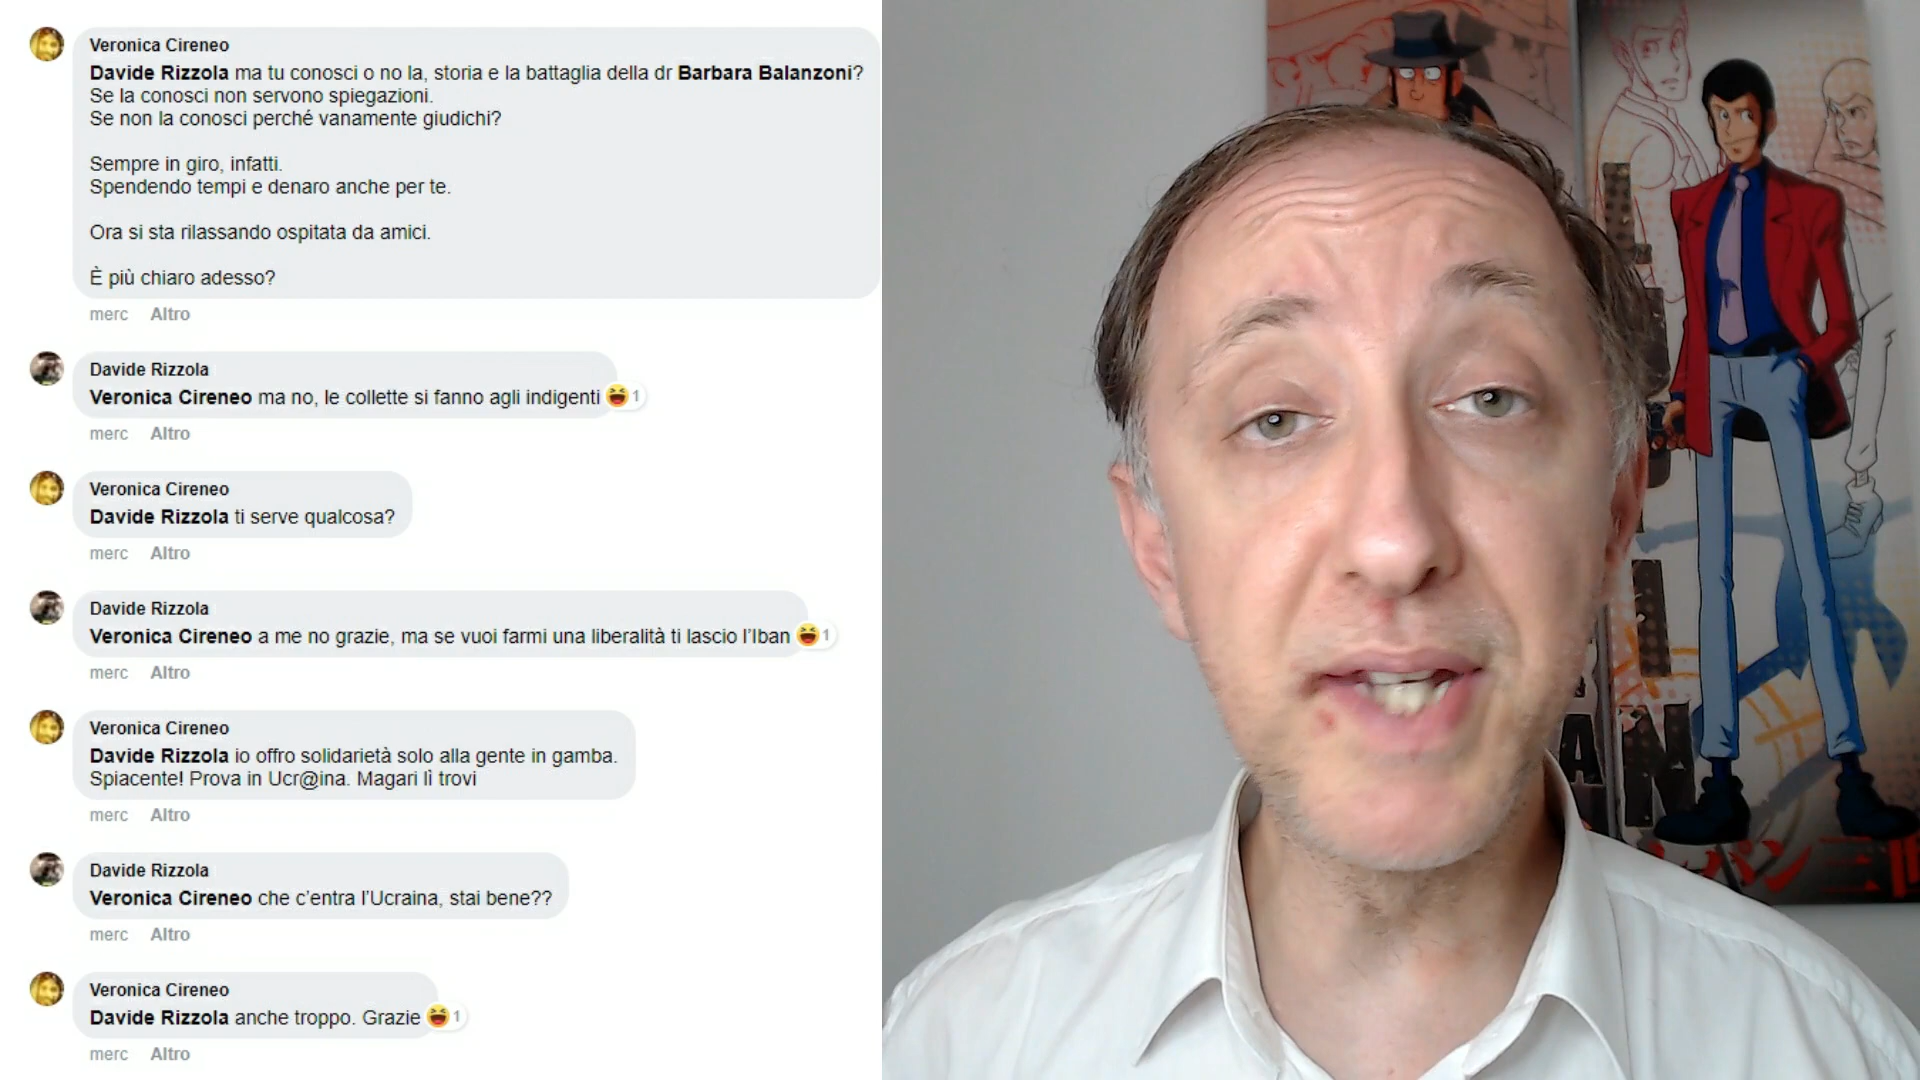 Veronica Cireneo
Davide Rizzola ma tu conosci o no la, storia e la battaglia della dr Barbara Balanzoni?
Se la conosci non servono spiegazioni.
Se non la conosci perché vanamente giudichi?
Sempre in giro, infatti.
Spendendo tempi e denaro anche per te.
Ora si sta rilassando ospitata da amici.
È più chiaro adesso?
merc Altro
Davide Rizzola
Veronica Cireneo ma no, le collette si fanno agli indigenti 1
merc Altro
Veronica Cireneo
Davide Rizzola ti serve qualcosa?
merc Altro
Davide Rizzola
Veronica Cireneo a me no grazie, ma se vuoi farmi una liberalità ti lascio l'Iban 1
merc Altro
Veronica Cireneo
Davide Rizzola io offro solidarietà solo alla gente in gamba.
Spiacente! Prova in Ucr@ina. Magari lì trovi
merc Altro
Davide Rizzola
Veronica Cireneo che c'entra l'Ucraina, stai bene??
merc Altro
Veronica Cireneo
Davide Rizzola anche troppo. Grazie 1
merc Altro
パン三世